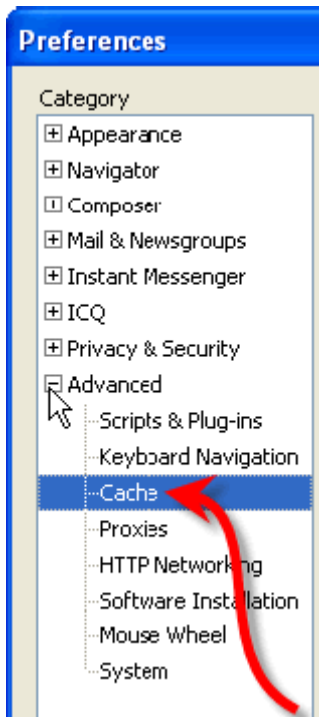 Preferences
Category
Appearance
Navigator
Composer
Mail & Newsgroups
Instant Messenger
ICQ
Privacy & Security
Advanced
Scripts & Plug-ins
Keyboard Navigation
Cache
Proxies
HTTP Networking
Software Installation
Mouse Wheel
System